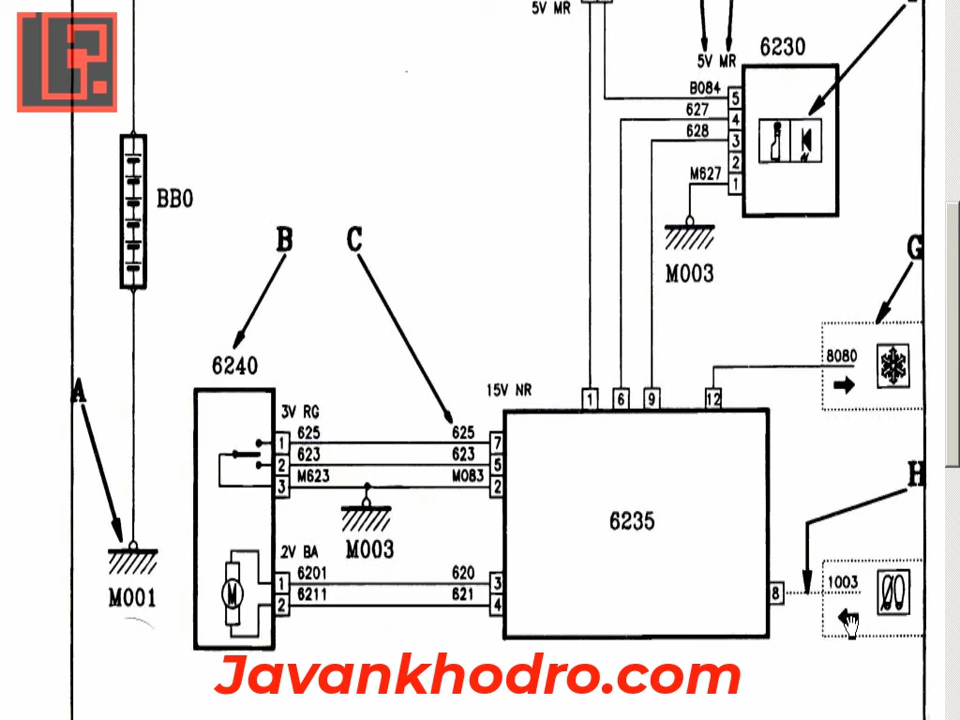 5V MR
6230
5V MR
B084
5
627
4
628
3
2
M627
1
BB0
M003
B
C
G
6240
8080
A
15V NR
1
6
9
12
3V RG
1
625
625
7
2
623
623
5
3
M623
M083
2
H
6235
M003
2V BA
1
6201
620
3
8
1003
2
6211
621
4
M
M001
Javankhodro.com